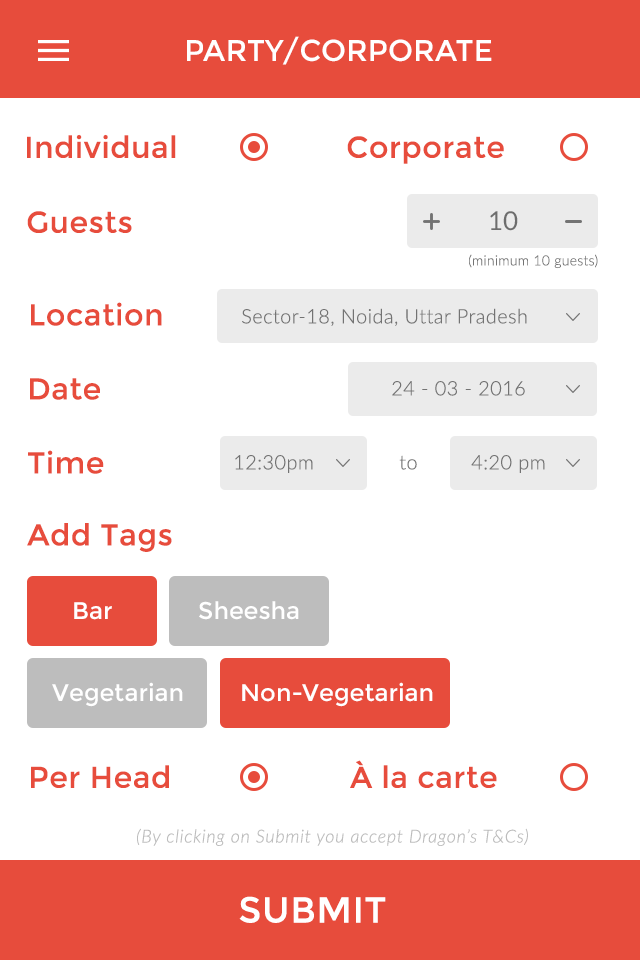 PARTY/CORPORATE
Individual Corporate
Guests + 10 −
(minimum 10 guests)
Location Sector-18, Noida, Uttar Pradesh
Date 24 - 03 - 2016
Time 12:30pm to 4:20 pm
Add Tags
Bar Sheesha
Vegetarian Non-Vegetarian
Per Head À la carte
(By clicking on Submit you accept Dragon's T&Cs)
SUBMIT